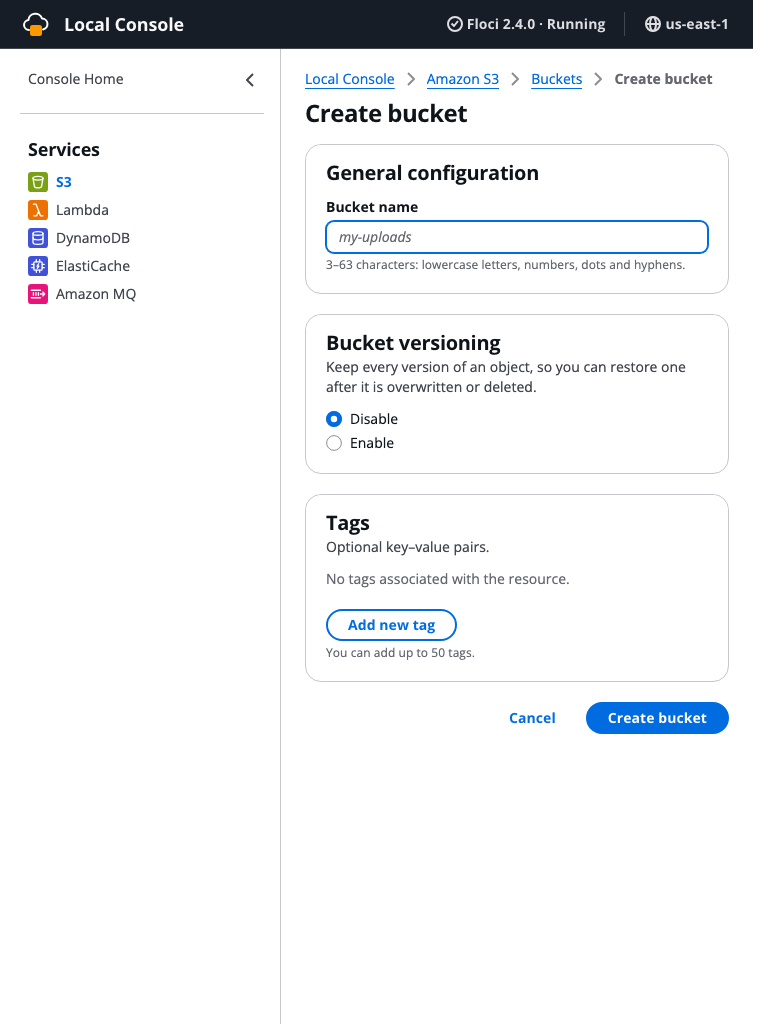 Local Console
Floci 2.4.0 · Running
us-east-1
Console Home
Services
S3
Lambda
DynamoDB
ElastiCache
Amazon MQ
Local Console > Amazon S3 > Buckets > Create bucket
Create bucket
General configuration
Bucket name
my-uploads
3–63 characters: lowercase letters, numbers, dots and hyphens.
Bucket versioning
Keep every version of an object, so you can restore one
after it is overwritten or deleted.
Disable
Enable
Tags
Optional key–value pairs.
No tags associated with the resource.
Add new tag
You can add up to 50 tags.
Cancel
Create bucket